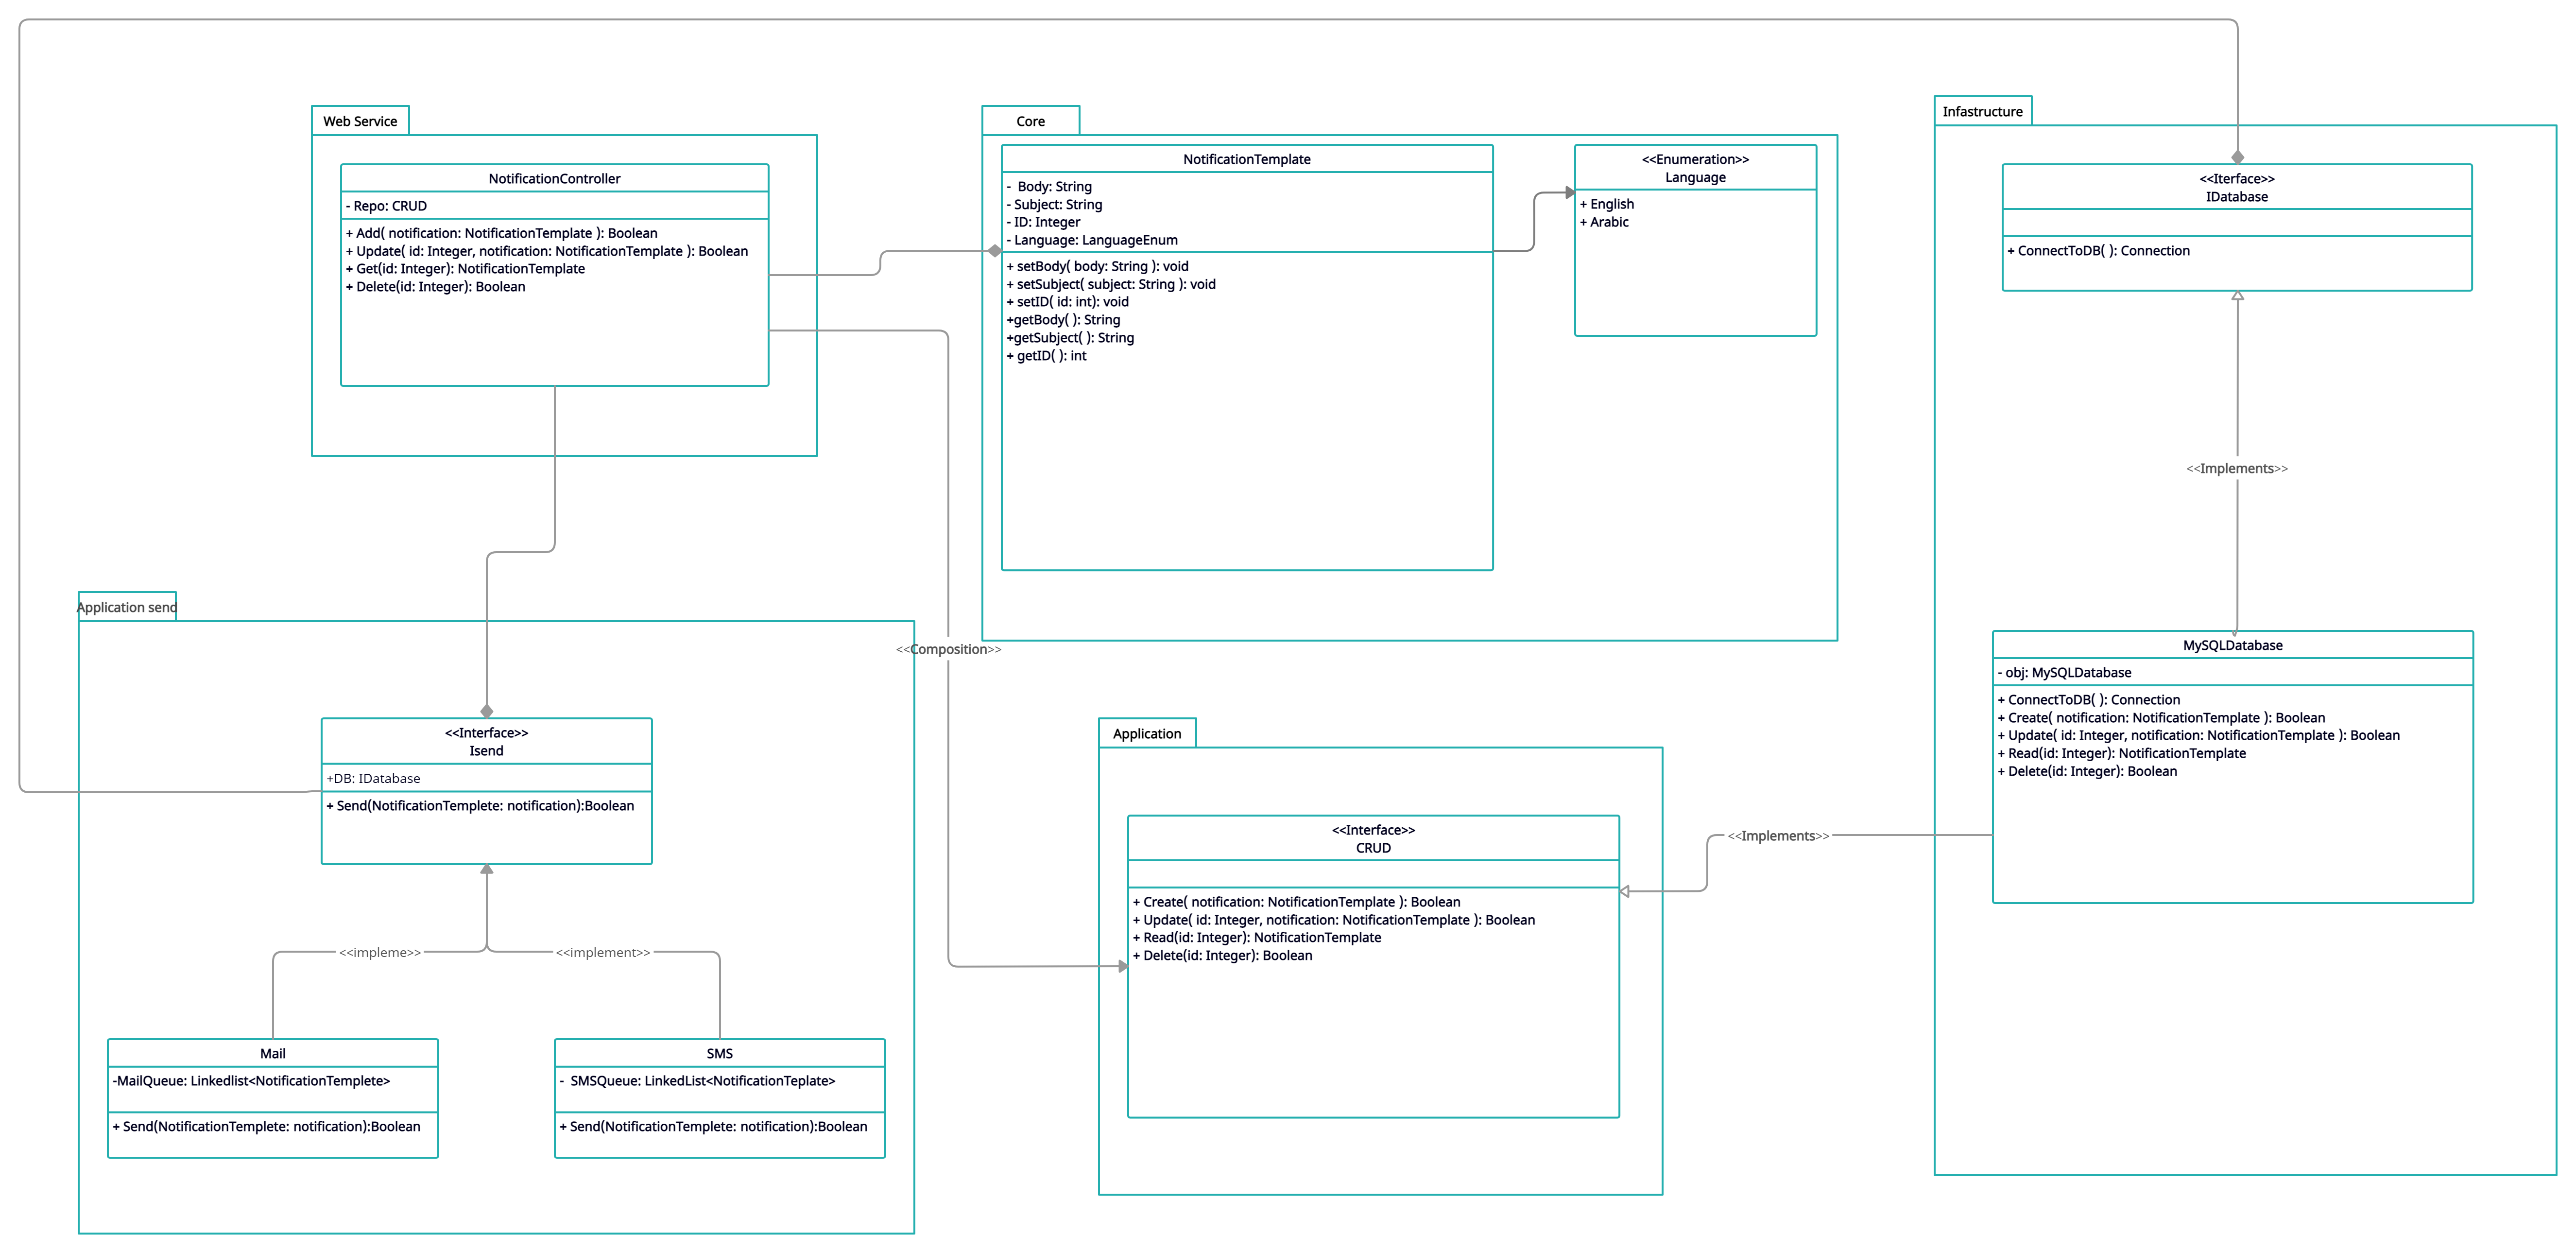 Web Service
NotificationController
- Repo: CRUD
+ Add( notification: NotificationTemplate ): Boolean
+ Update( id: Integer, notification: NotificationTemplate ): Boolean
+ Get(id: Integer): NotificationTemplate
+ Delete(id: Integer): Boolean
Core
NotificationTemplate
- Body: String
- Subject: String
- ID: Integer
- Language: LanguageEnum
+ setBody( body: String ): void
+ setSubject( subject: String ): void
+ setID( id: int): void
+getBody( ): String
+getSubject( ): String
+ getID( ): int
<<Enumeration>>
Language
+ English
+ Arabic
Infastructure
<<Iterface>>
IDatabase
+ ConnectToDB( ): Connection
<<Implements>>
MySQLDatabase
- obj: MySQLDatabase
+ ConnectToDB( ): Connection
+ Create( notification: NotificationTemplate ): Boolean
+ Update( id: Integer, notification: NotificationTemplate ): Boolean
+ Read(id: Integer): NotificationTemplate
+ Delete(id: Integer): Boolean
Application send
<<Composition>>
<<Interface>>
Isend
+DB: IDatabase
+ Send(NotificationTemplete: notification):Boolean
<<impleme>>
<<implement>>
Mail
-MailQueue: Linkedlist<NotificationTemplete>
+ Send(NotificationTemplete: notification):Boolean
SMS
- SMSQueue: LinkedList<NotificationTeplate>
+ Send(NotificationTemplete: notification):Boolean
Application
<<Interface>>
CRUD
+ Create( notification: NotificationTemplate ): Boolean
+ Update( id: Integer, notification: NotificationTemplate ): Boolean
+ Read(id: Integer): NotificationTemplate
+ Delete(id: Integer): Boolean
<<Implements>>